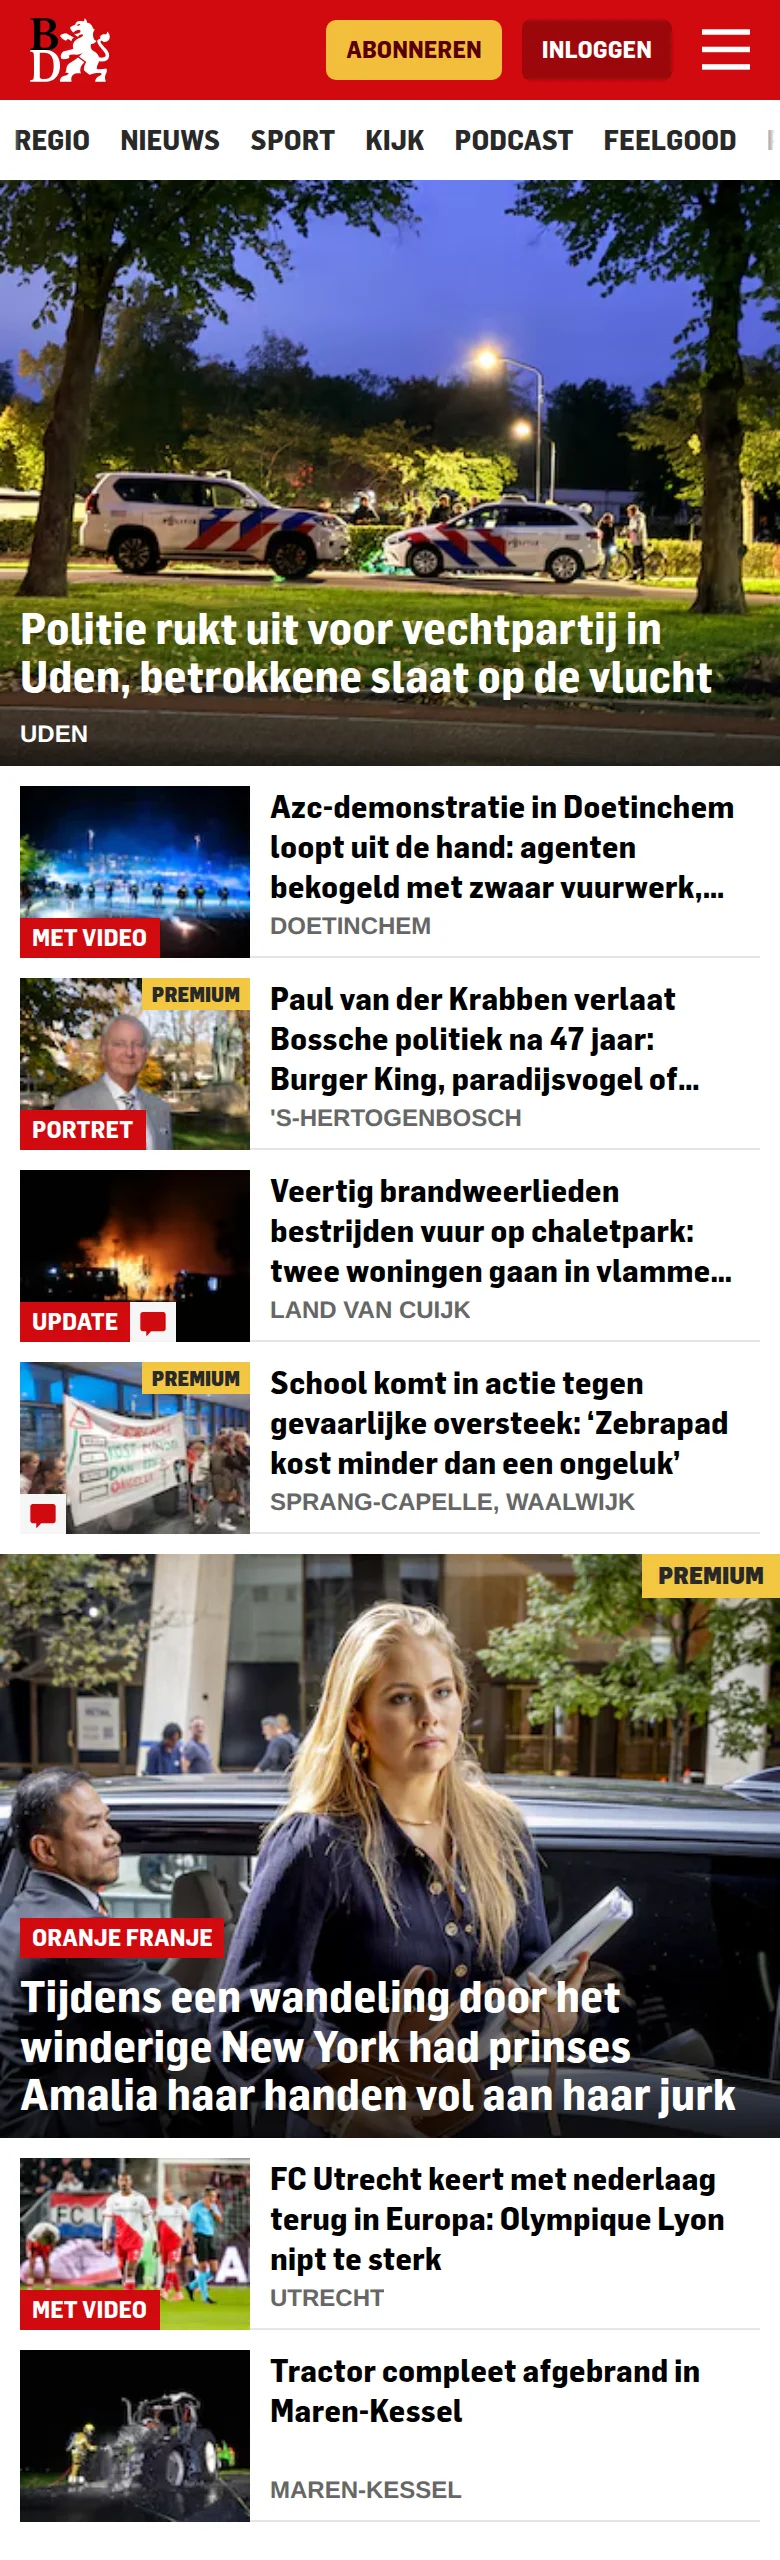 BD
ABONNEREN
INLOGGEN
REGIO NIEUWS SPORT KIJK PODCAST FEELGOOD
Politie rukt uit voor vechtpartij in
Uden, betrokkene slaat op de vlucht
UDEN
MET VIDEO
Azc-demonstratie in Doetinchem
loopt uit de hand: agenten
bekogeld met zwaar vuurwerk,...
DOETINCHEM
PREMIUM
PORTRET
Paul van der Krabben verlaat
Bossche politiek na 47 jaar:
Burger King, paradijsvogel of...
'S-HERTOGENBOSCH
UPDATE
Veertig brandweerlieden
bestrijden vuur op chaletpark:
twee woningen gaan in vlamme...
LAND VAN CUIJK
PREMIUM
School komt in actie tegen
gevaarlijke oversteek: ‘Zebrapad
kost minder dan een ongeluk’
SPRANG-CAPELLE, WAALWIJK
PREMIUM
ORANJE FRANJE
Tijdens een wandeling door het
winderige New York had prinses
Amalia haar handen vol aan haar jurk
MET VIDEO
FC Utrecht keert met nederlaag
terug in Europa: Olympique Lyon
nipt te sterk
UTRECHT
Tractor compleet afgebrand in
Maren-Kessel
MAREN-KESSEL